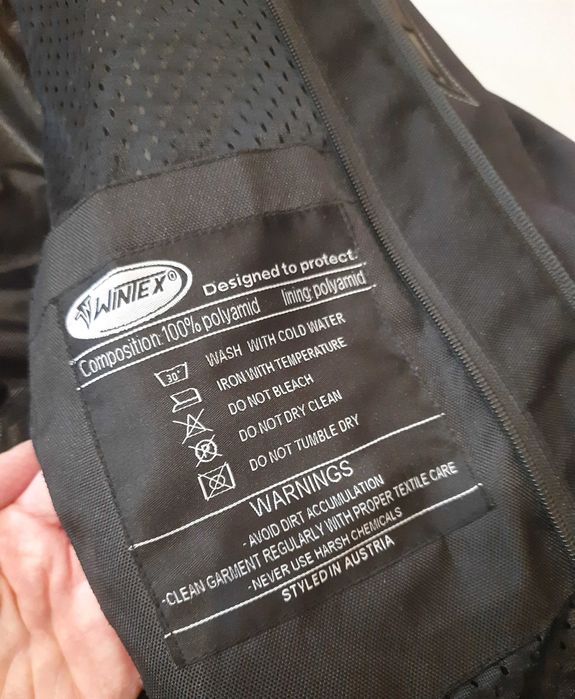 WINTEX® Designed to protect.
Composition: 100% polyamid lining: polyamid
30° WASH WITH COLD WATER
IRON WITH TEMPERATURE
DO NOT BLEACH
DO NOT DRY CLEAN
DO NOT TUMBLE DRY
WARNINGS
- AVOID DIRT ACCUMULATION
-CLEAN GARMENT REGULARLY WITH PROPER TEXTILE CARE
-NEVER USE HARSH CHEMICALS
STYLED IN AUSTRIA